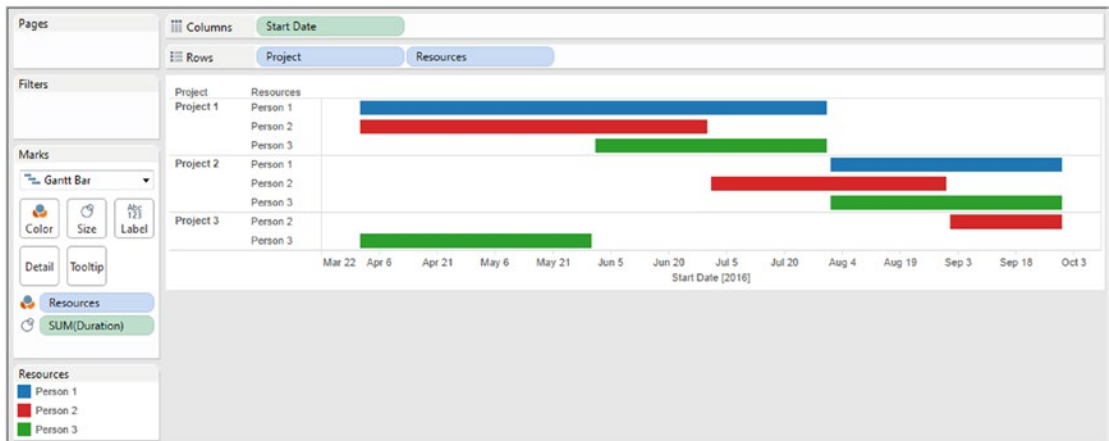 Pages
Columns Start Date
Rows Project Resources
Filters
Marks
Gantt Bar
Color Size Abc 123 Label
Detail Tooltip
Resources
SUM(Duration)
Resources
Person 1
Person 2
Person 3
Project Resources
Project 1 Person 1
Person 2
Person 3
Project 2 Person 1
Person 2
Person 3
Project 3 Person 2
Person 3
Mar 22 Apr 6 Apr 21 May 6 May 21 Jun 5 Jun 20 Jul 5 Jul 20 Aug 4 Aug 19 Sep 3 Sep 18 Oct 3
Start Date [2016]